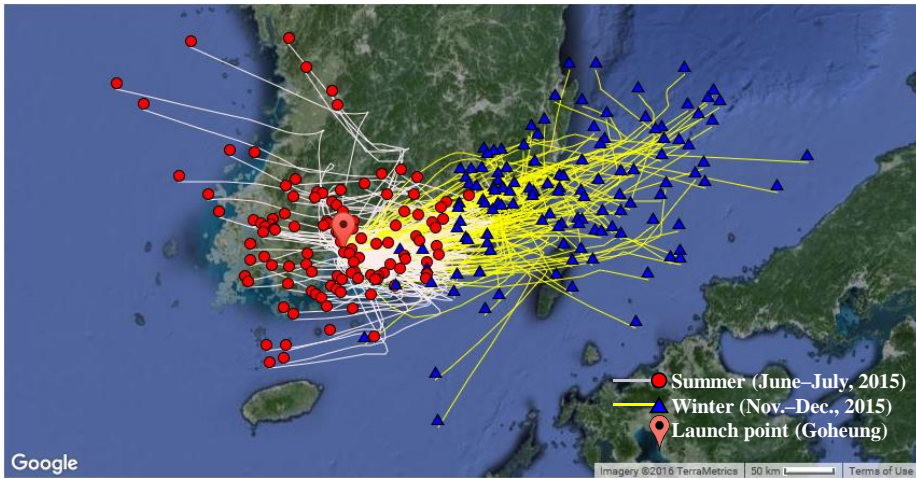 Summer (June–July, 2015)
Winter (Nov.–Dec., 2015)
Launch point (Goheung)
Google
Imagery ©2016 TerraMetrics 50 km Terms of Use